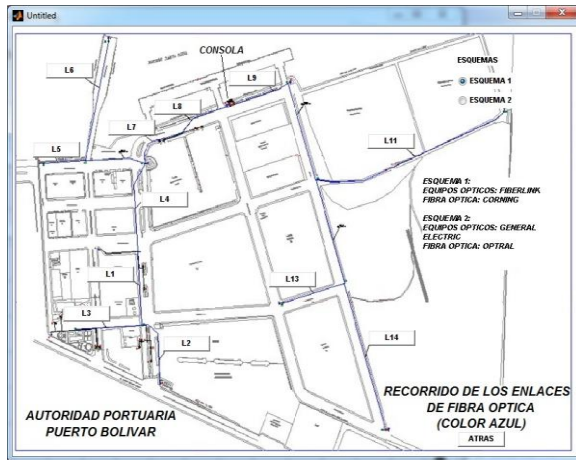 Untitled
L6
CONSOLA
L9
L8
L7
L5
L4
L11
L1
L3
L2
L13
L14
ESQUEMAS
ESQUEMA 1
ESQUEMA 2
ESQUEMA 1:
EQUIPOS OPTICOS: FIBERLINK
FIBRA OPTICA: CORNING
ESQUEMA 2:
EQUIPOS OPTICOS: GENERAL
ELECTRIC
FIBRA OPTICA: OPTRAL
AUTORIDAD PORTUARIA
PUERTO BOLIVAR
RECORRIDO DE LOS ENLACES
DE FIBRA OPTICA
(COLOR AZUL)
ATRAS